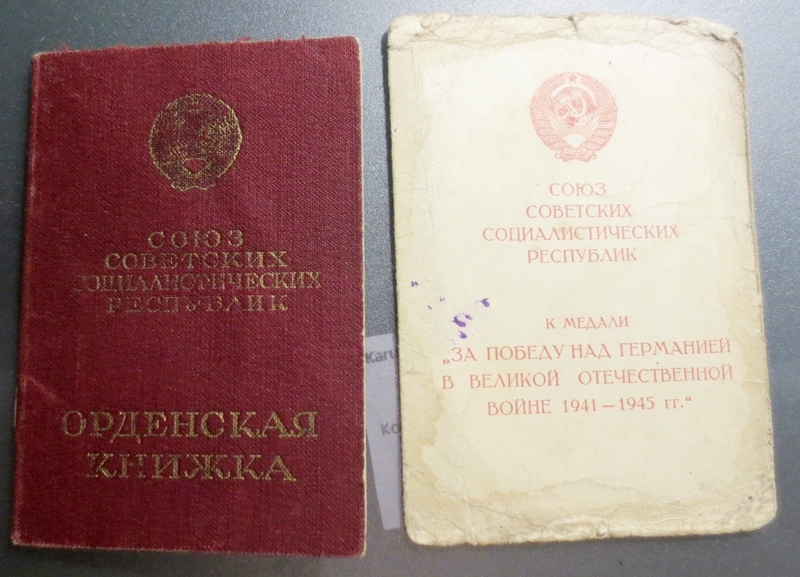 СОЮЗ
СОВЕТСКИХ
СОЦИАЛИСТИЧЕСКИХ
РЕСПУБЛИК
ОРДЕНСКАЯ
КНИЖКА
СОЮЗ
СОВЕТСКИХ
СОЦИАЛИСТИЧЕСКИХ
РЕСПУБЛИК
К МЕДАЛИ
„ЗА ПОБЕДУ НАД ГЕРМАНИЕЙ
В ВЕЛИКОЙ ОТЕЧЕСТВЕННОЙ
ВОЙНЕ 1941—1945 гг.“